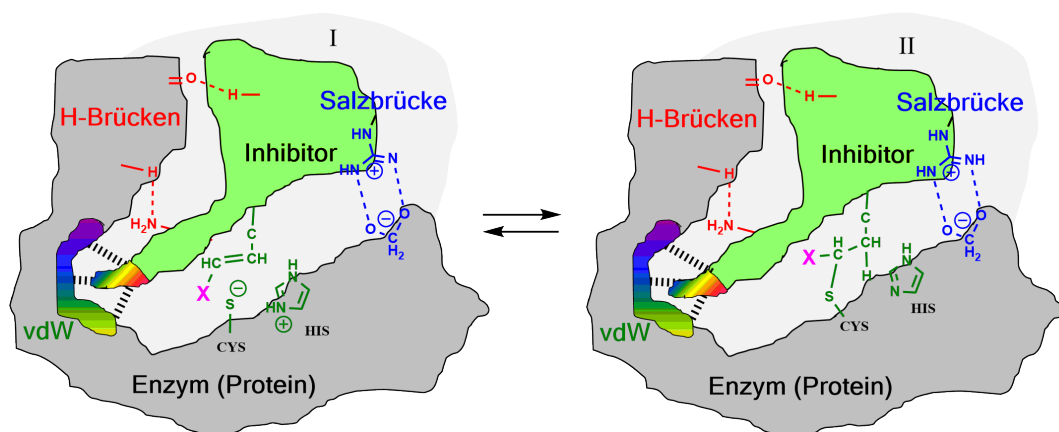 I
O
H
H-Brücken
Salzbrücke
HN
Inhibitor
HN
N
+
H
H2N
O
O
−
C
H2
C
HC
CH
X
S
−
H
N
HN
+
HIS
vdW
CYS
Enzym (Protein)
II
O
H
H-Brücken
Salzbrücke
HN
Inhibitor
HN
NH
+
H
H2N
O
O
−
C
H2
C
H
C
CH
X
H
S
H
N
N
HIS
vdW
CYS
Enzym (Protein)